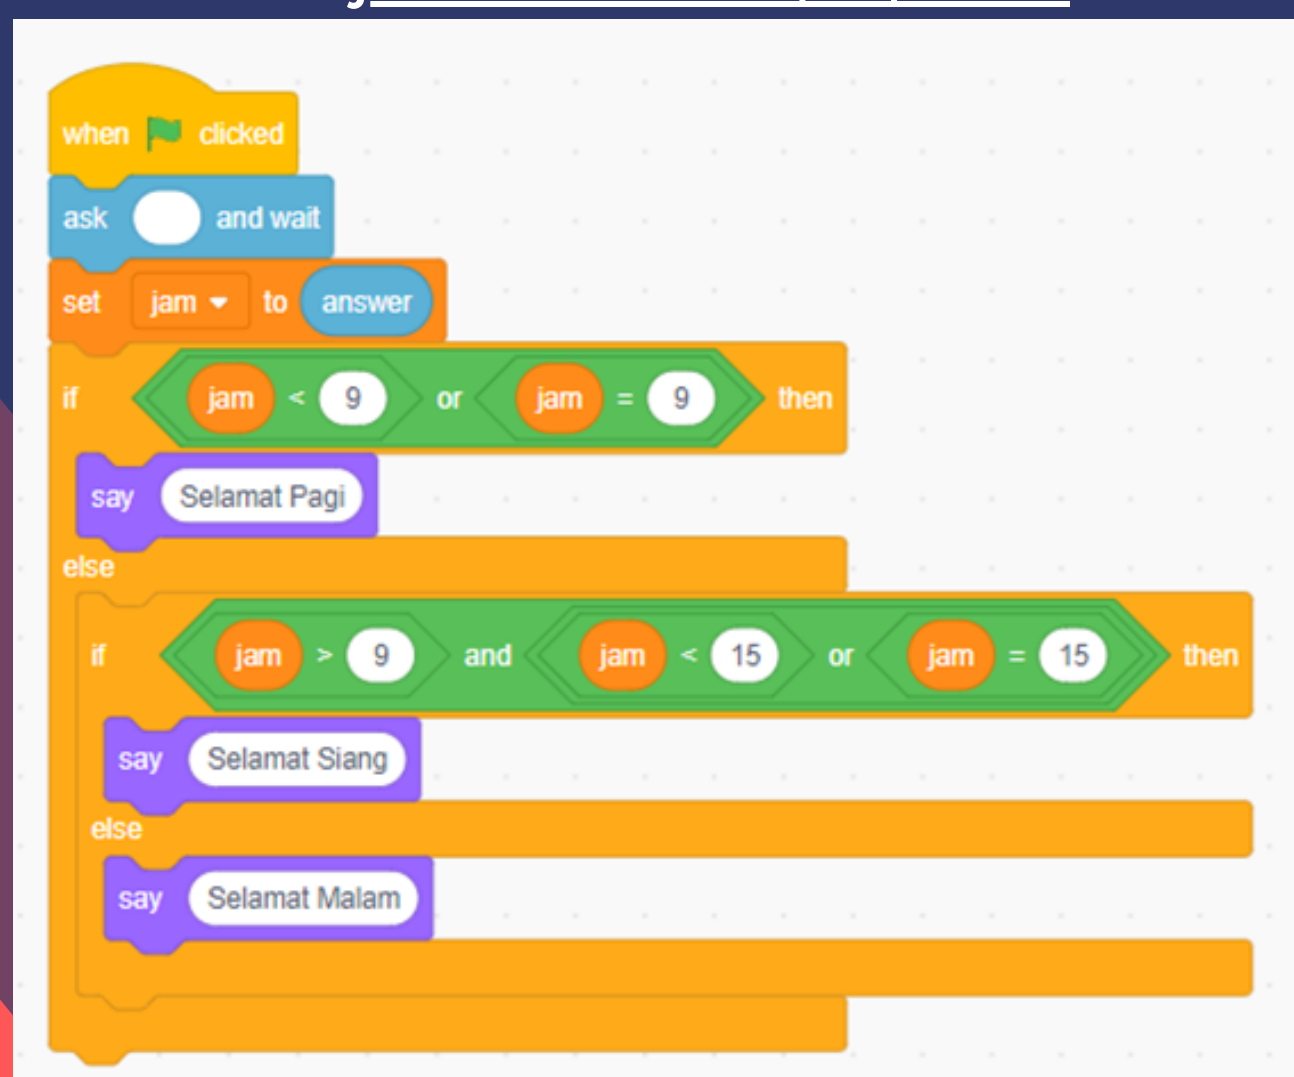 when clicked
ask and wait
set jam to answer
if jam < 9 or jam = 9 then
say Selamat Pagi
else
if jam > 9 and jam < 15 or jam = 15 then
say Selamat Siang
else
say Selamat Malam